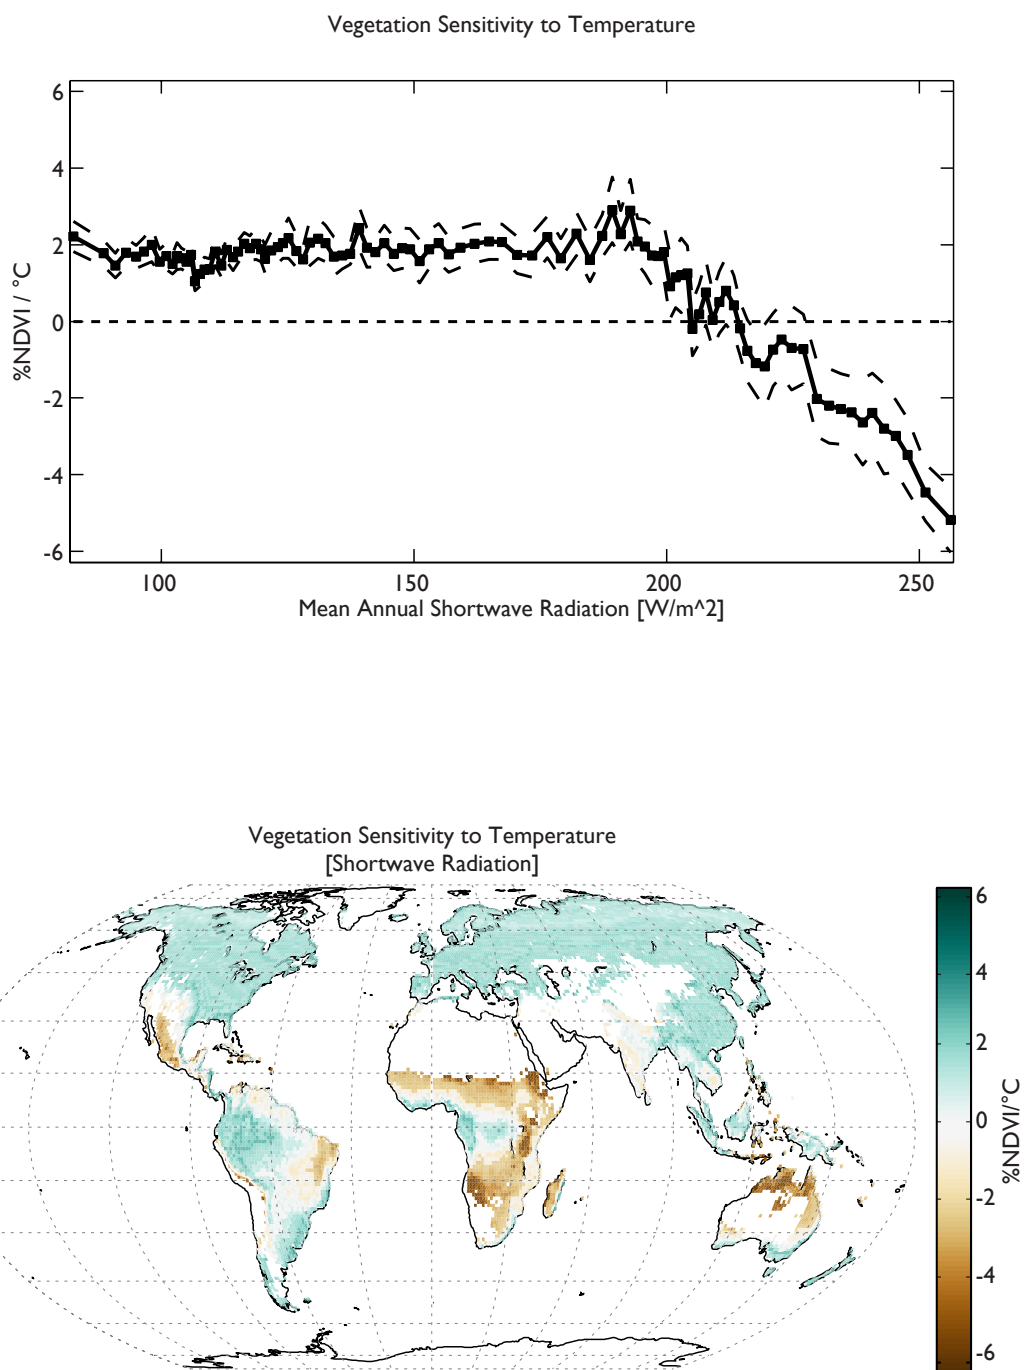 Vegetation Sensitivity to Temperature
6
4
2
0
-2
-4
-6
%NDVI / °C
100 150 200 250
Mean Annual Shortwave Radiation [W/m^2]
Vegetation Sensitivity to Temperature
[Shortwave Radiation]
6
4
2
0
-2
-4
-6
%NDVI/°C